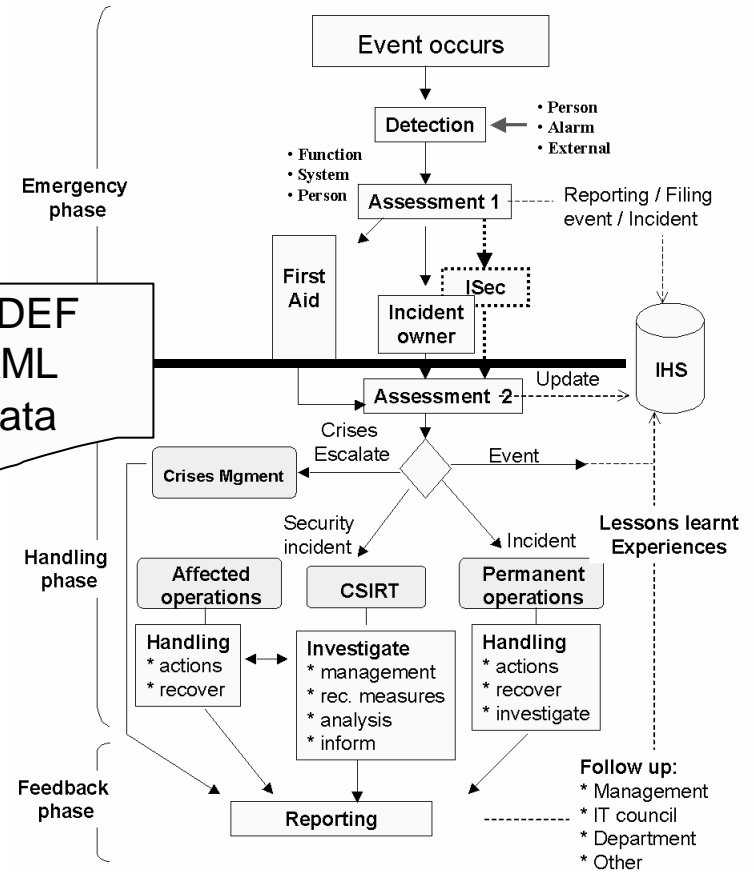 Event occurs
Detection
• Person
• Alarm
• External
• Function
• System
• Person
Emergency
phase
Assessment 1
Reporting / Filing
event / Incident
First
Aid
ISec
Incident
owner
IHS
DEF
ML
ata
Assessment 2
Update
Crises
Escalate
Crises Mgment
Event
Security
incident
Incident
Lessons learnt
Experiences
Handling
phase
Affected
operations
CSIRT
Permanent
operations
Handling
* actions
* recover
Investigate
* management
* rec. measures
* analysis
* inform
Handling
* actions
* recover
* investigate
Feedback
phase
Reporting
Follow up:
* Management
* IT council
* Department
* Other